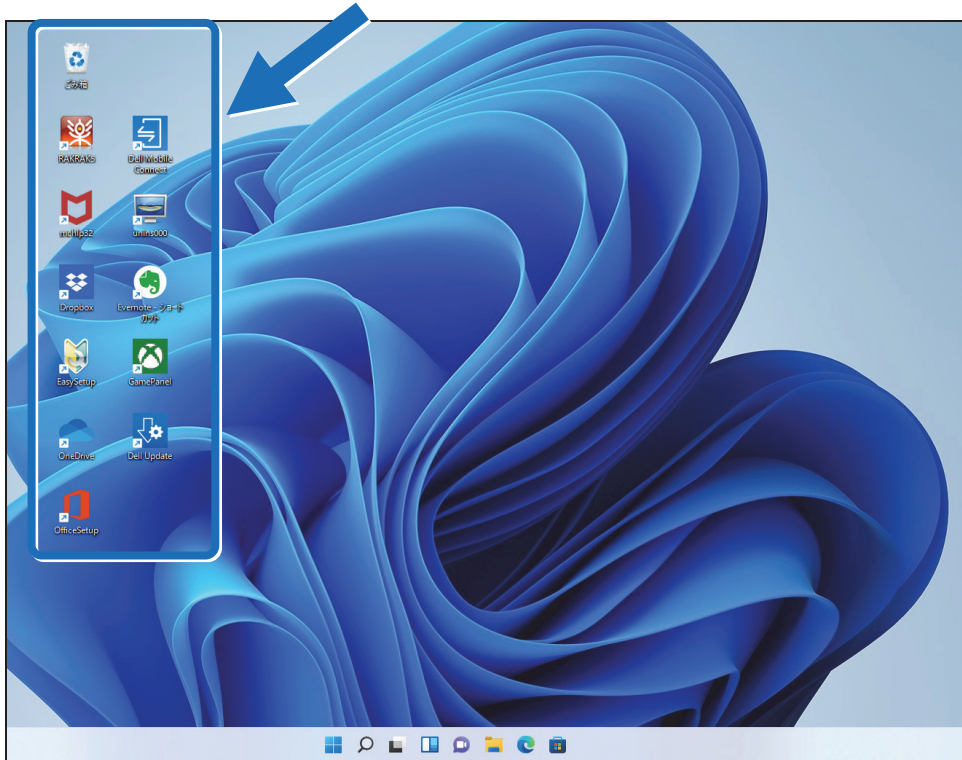 ごみ箱
RAKRAK6
Dell Mobile
Connect
mchlp32
unins000
Dropbox
Evernote - ショート
カット
EasySetup
GamePanel
OneDrive
Dell Update
OfficeSetup